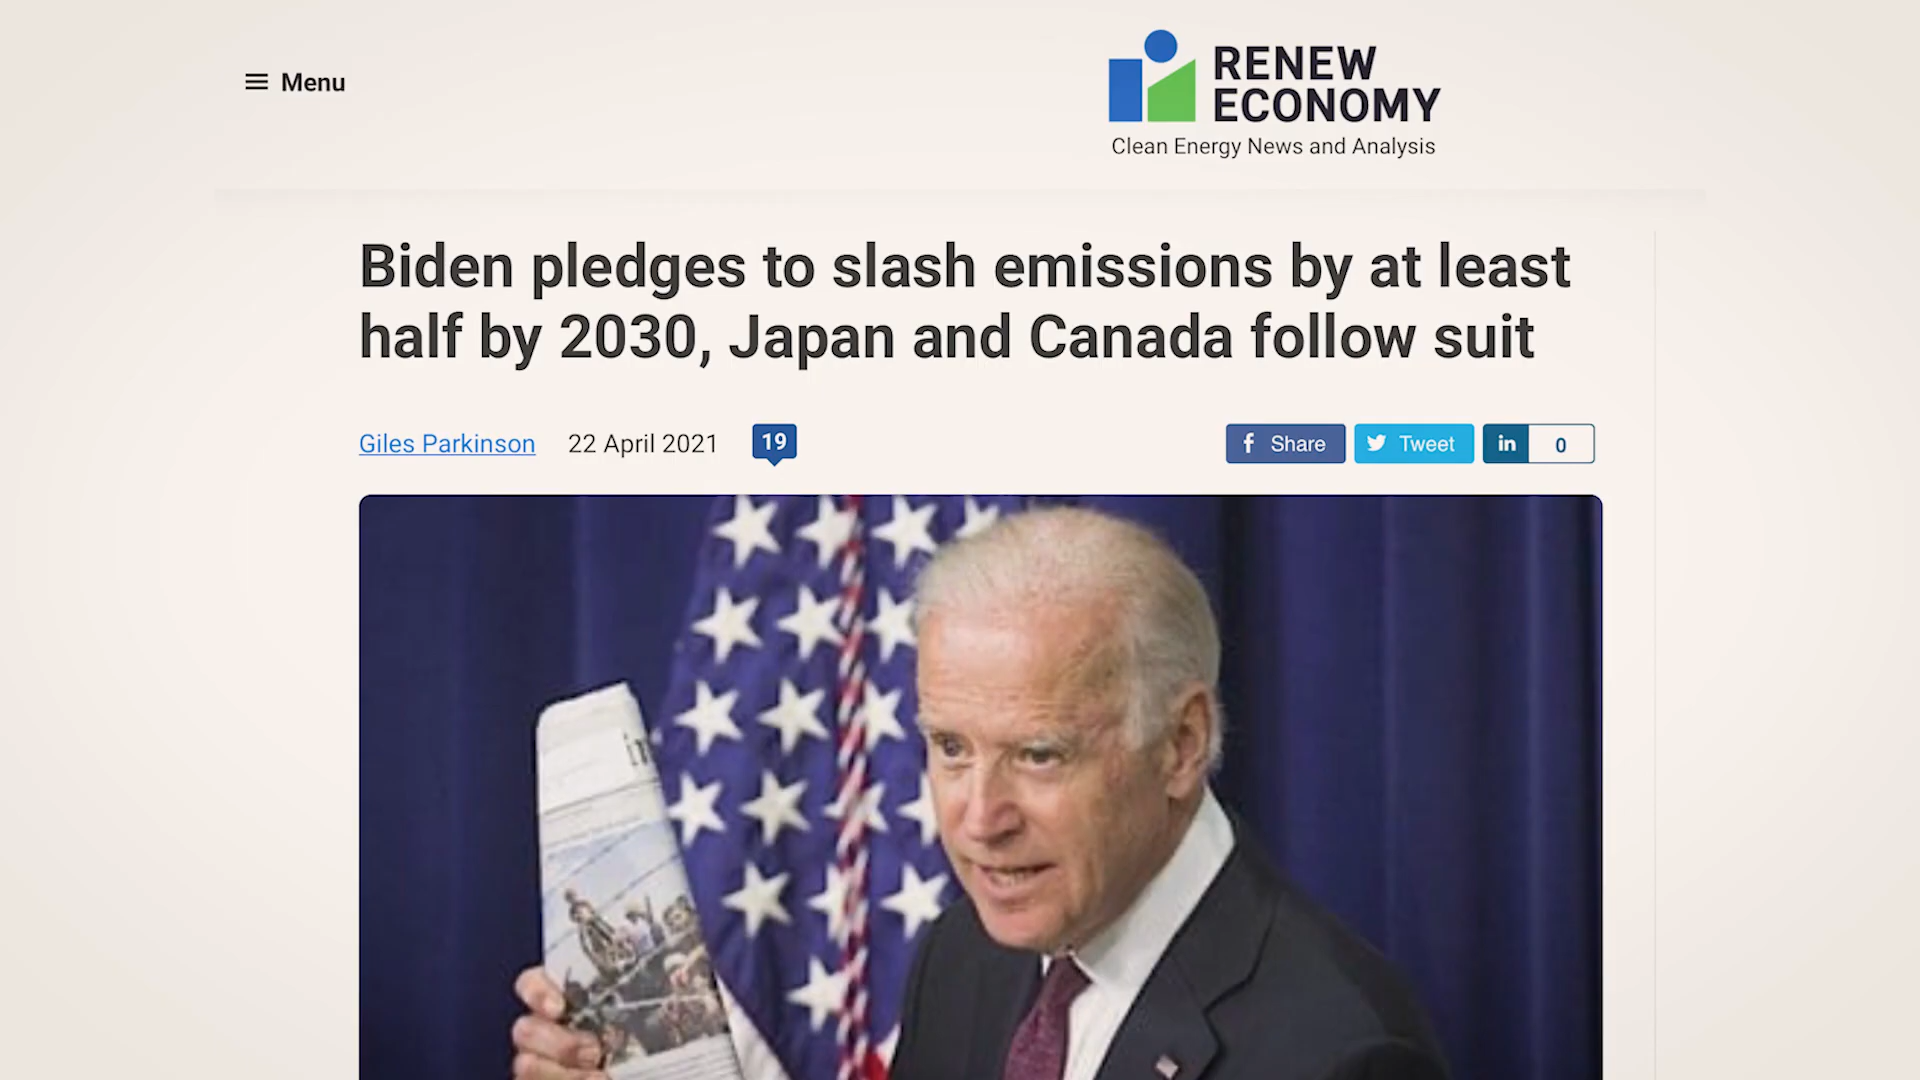 Menu
RENEW
ECONOMY
Clean Energy News and Analysis
Biden pledges to slash emissions by at least
half by 2030, Japan and Canada follow suit
Giles Parkinson 22 April 2021 19
Share Tweet in 0